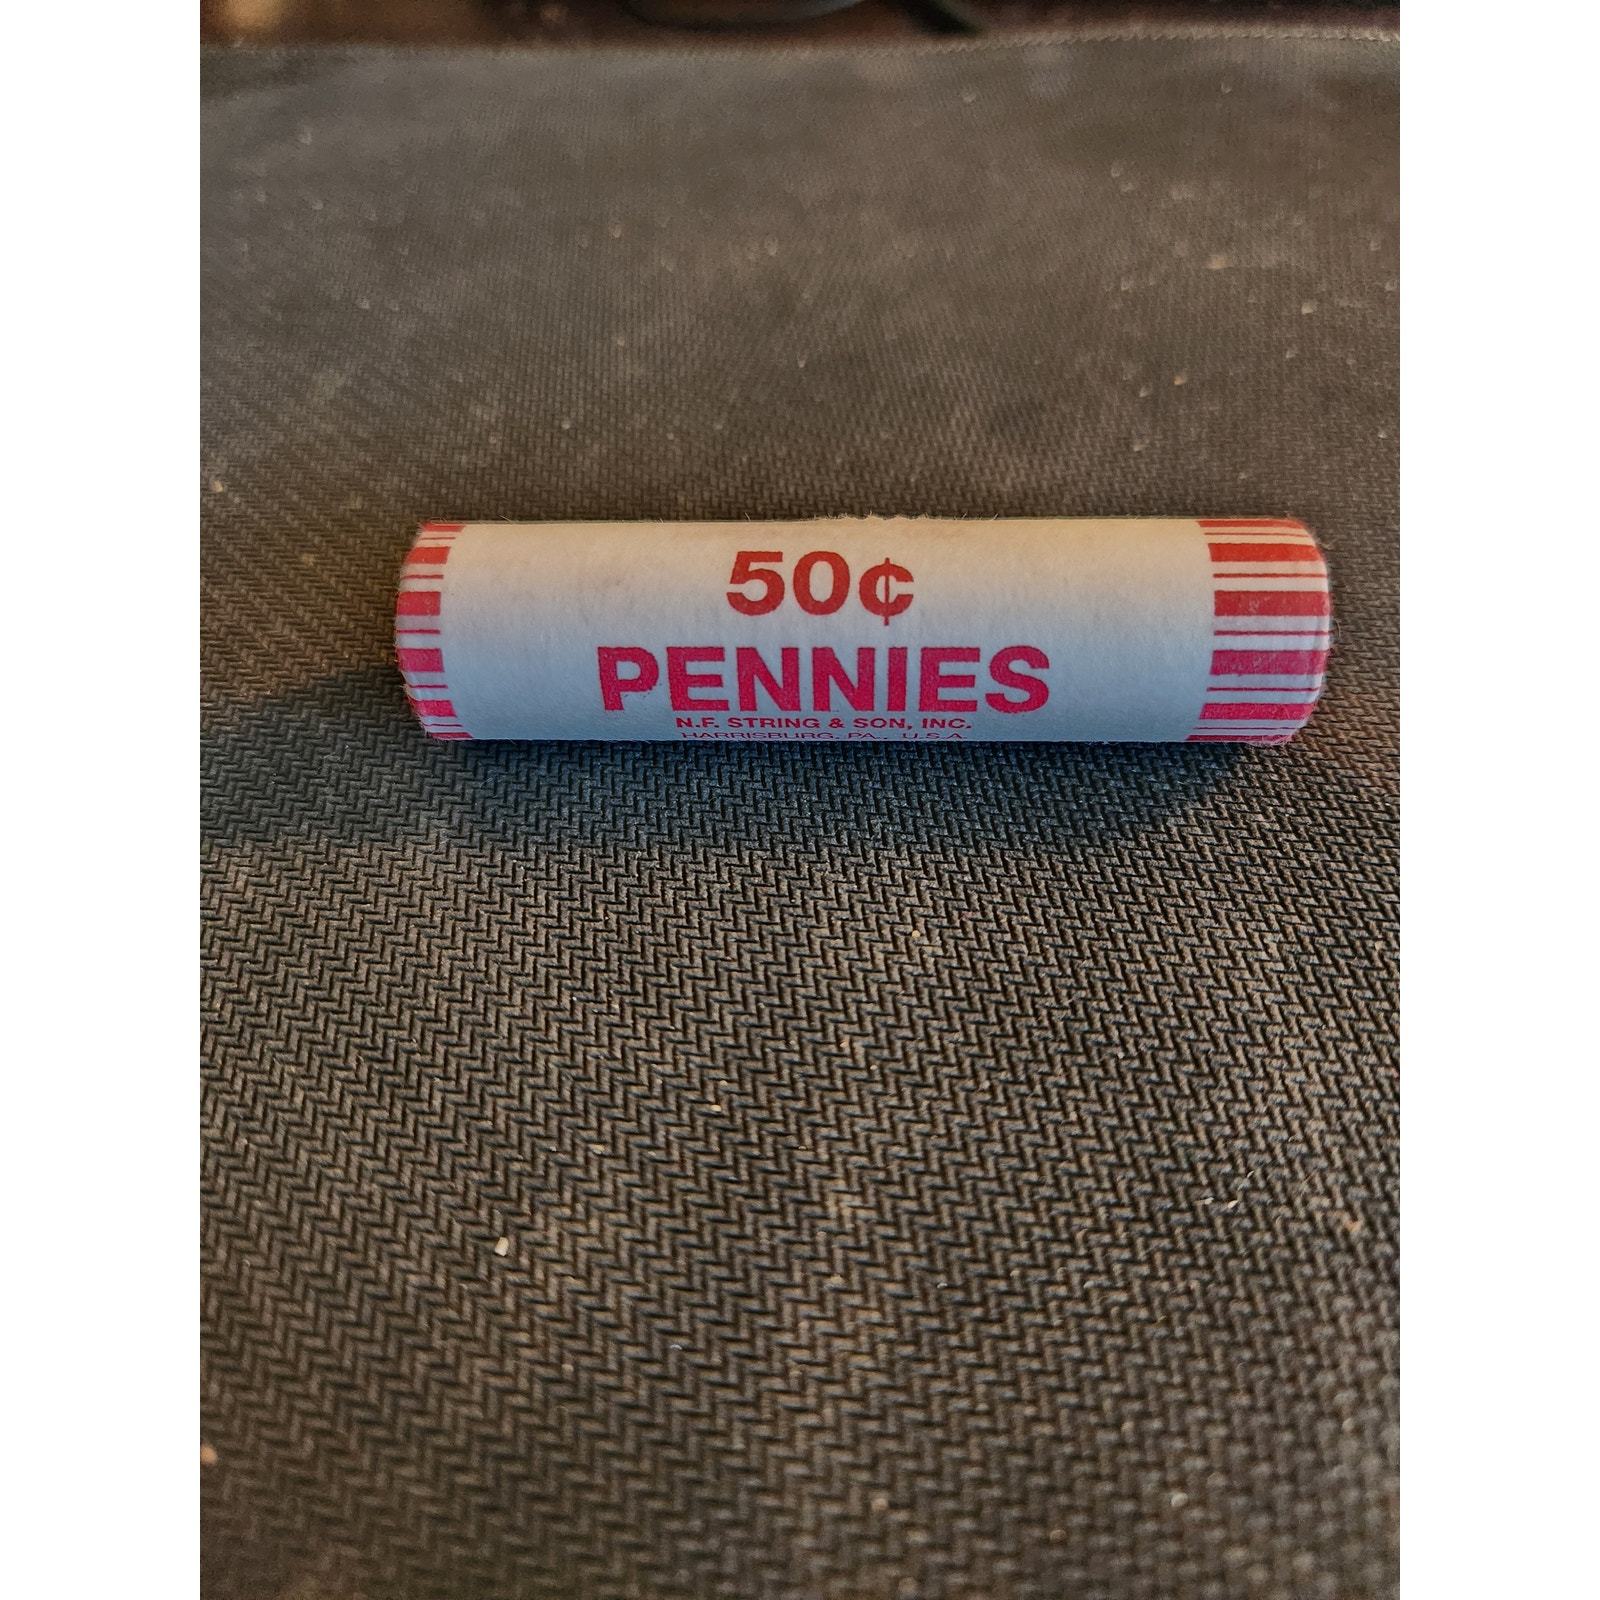 50¢
PENNIES
N.F. STRING & SON, INC.
HARRISBURG, PA., U.S.A.